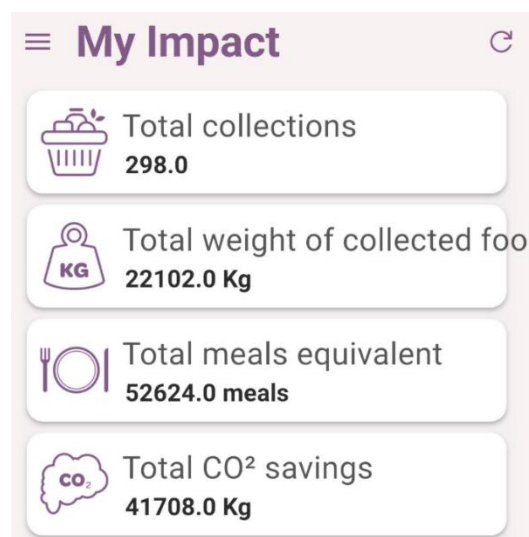 My Impact
Total collections
298.0
KG
Total weight of collected foo
22102.0 Kg
Total meals equivalent
52624.0 meals
CO₂
Total CO² savings
41708.0 Kg